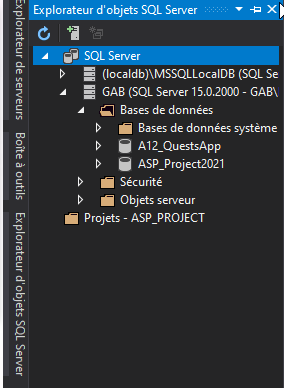 Explorateur d'objets SQL Server
SQL Server
(localdb)\MSSQLLocalDB (SQL Se
GAB (SQL Server 15.0.2000 - GAB\
Bases de données
Bases de données système
A12_QuestsApp
ASP_Project2021
Sécurité
Objets serveur
Projets - ASP_PROJECT
Explorateur de serveurs
Boîte à outils
Explorateur d'objets SQL Server